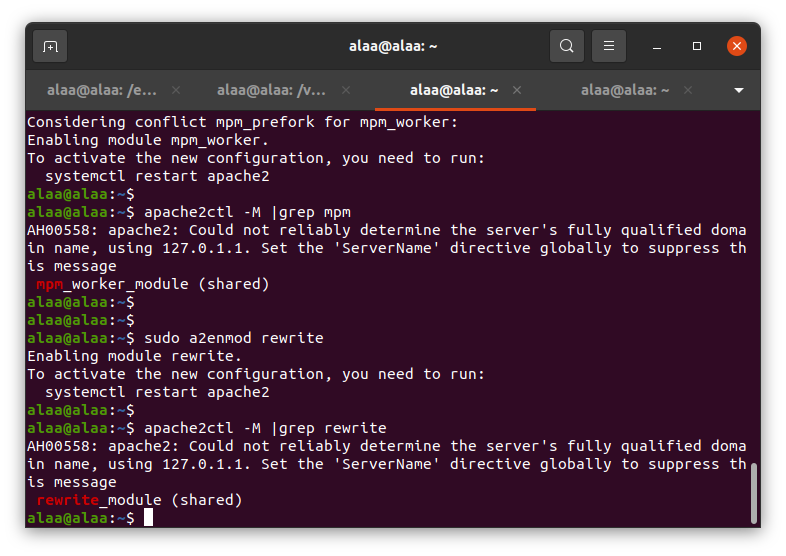 alaa@alaa: ~
alaa@alaa: /e... alaa@alaa: /v... alaa@alaa: ~ alaa@alaa: ~
Considering conflict mpm_prefork for mpm_worker:
Enabling module mpm_worker.
To activate the new configuration, you need to run:
  systemctl restart apache2
alaa@alaa:~$
alaa@alaa:~$ apache2ctl -M |grep mpm
AH00558: apache2: Could not reliably determine the server's fully qualified doma
in name, using 127.0.1.1. Set the 'ServerName' directive globally to suppress th
is message
 mpm_worker_module (shared)
alaa@alaa:~$
alaa@alaa:~$
alaa@alaa:~$ sudo a2enmod rewrite
Enabling module rewrite.
To activate the new configuration, you need to run:
  systemctl restart apache2
alaa@alaa:~$
alaa@alaa:~$ apache2ctl -M |grep rewrite
AH00558: apache2: Could not reliably determine the server's fully qualified doma
in name, using 127.0.1.1. Set the 'ServerName' directive globally to suppress th
is message
 rewrite_module (shared)
alaa@alaa:~$